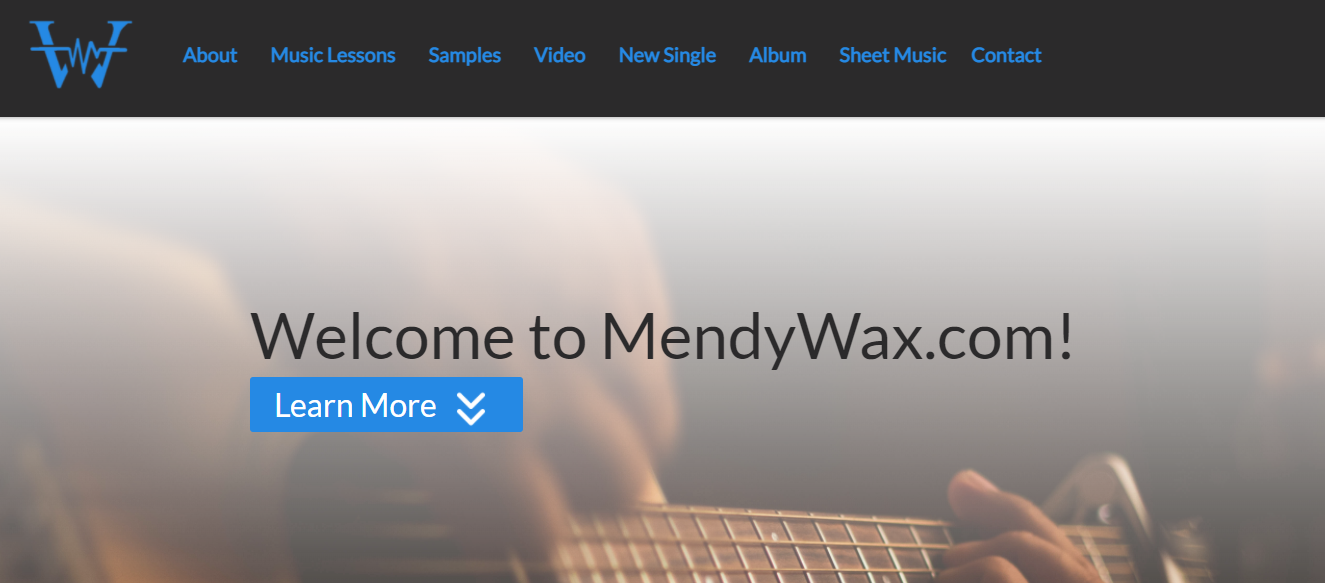 W
About Music Lessons Samples Video New Single Album Sheet Music Contact
Welcome to MendyWax.com!
Learn More